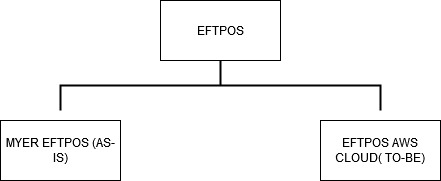 EFTPOS
MYER EFTPOS (AS-
IS)
EFTPOS AWS
CLOUD( TO-BE)